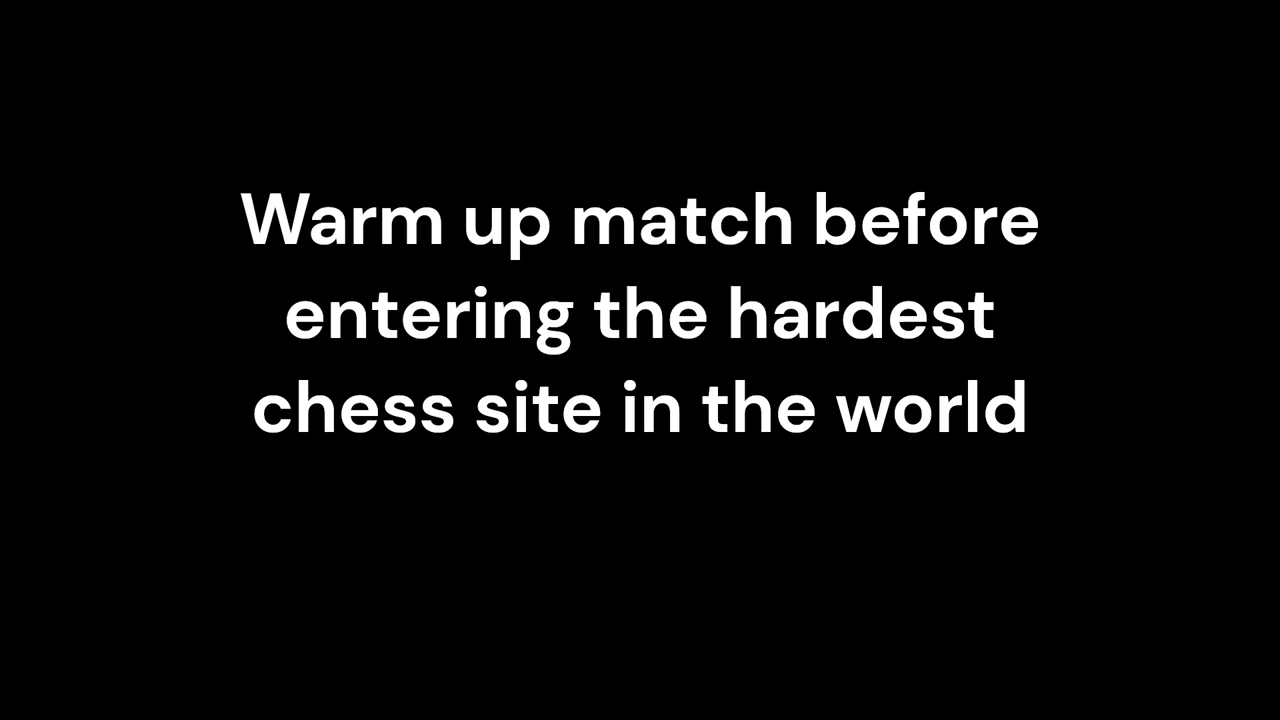 Warm up match before
entering the hardest
chess site in the world